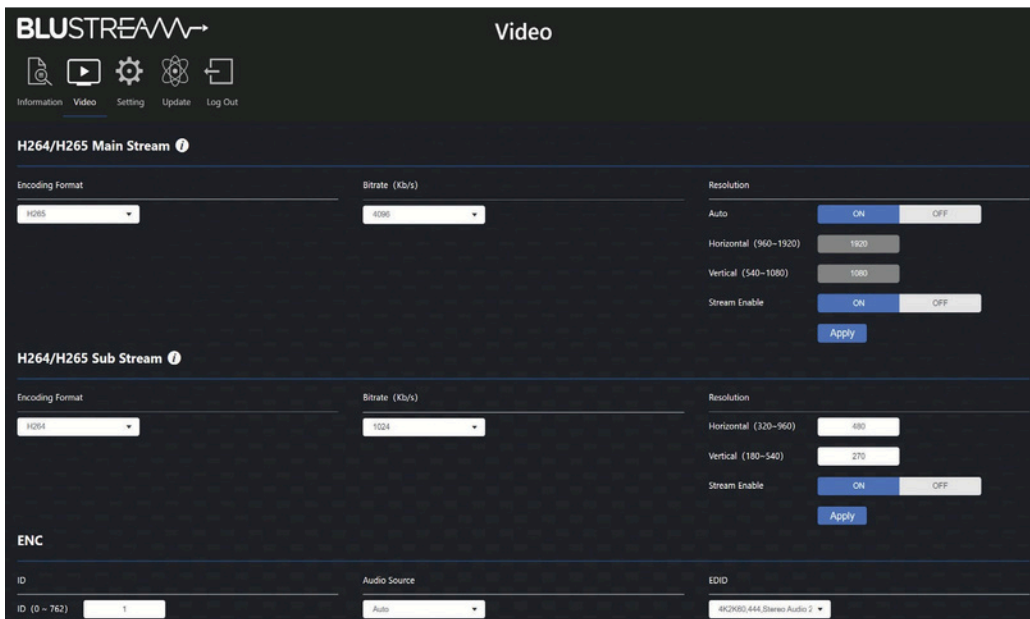 BLUSTREAM
Video
Information Video Setting Update Log Out
H264/H265 Main Stream i
Encoding Format Bitrate (Kb/s) Resolution
H265 4096 Auto ON OFF
Horizontal (960~1920) 1920
Vertical (540~1080) 1080
Stream Enable ON OFF
Apply
H264/H265 Sub Stream i
Encoding Format Bitrate (Kb/s) Resolution
H264 1024 Horizontal (320~960) 480
Vertical (180~540) 270
Stream Enable ON OFF
Apply
ENC
ID Audio Source EDID
ID (0 ~ 762) 1 Auto 4K2K60,444,Stereo Audio 2